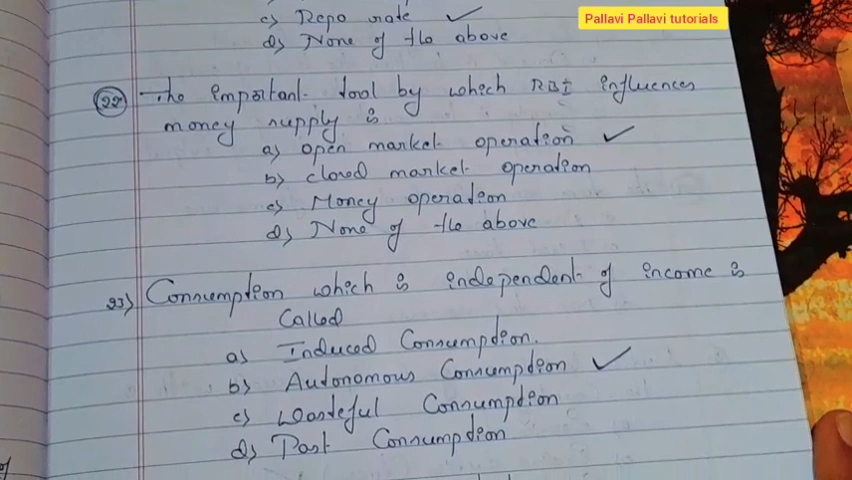 c) Repo rate ✓
Pallavi Pallavi tutorials
d) None of the above
22 The important tool by which RBI influences
money supply is
a) open market operation ✓
b) closed market operation
c) Money operation
d) None of the above
23) Consumption which is independent of income is
Called
a) Induced Consumption.
b) Autonomous Consumption ✓
c) Wasteful Consumption
d) Past Consumption